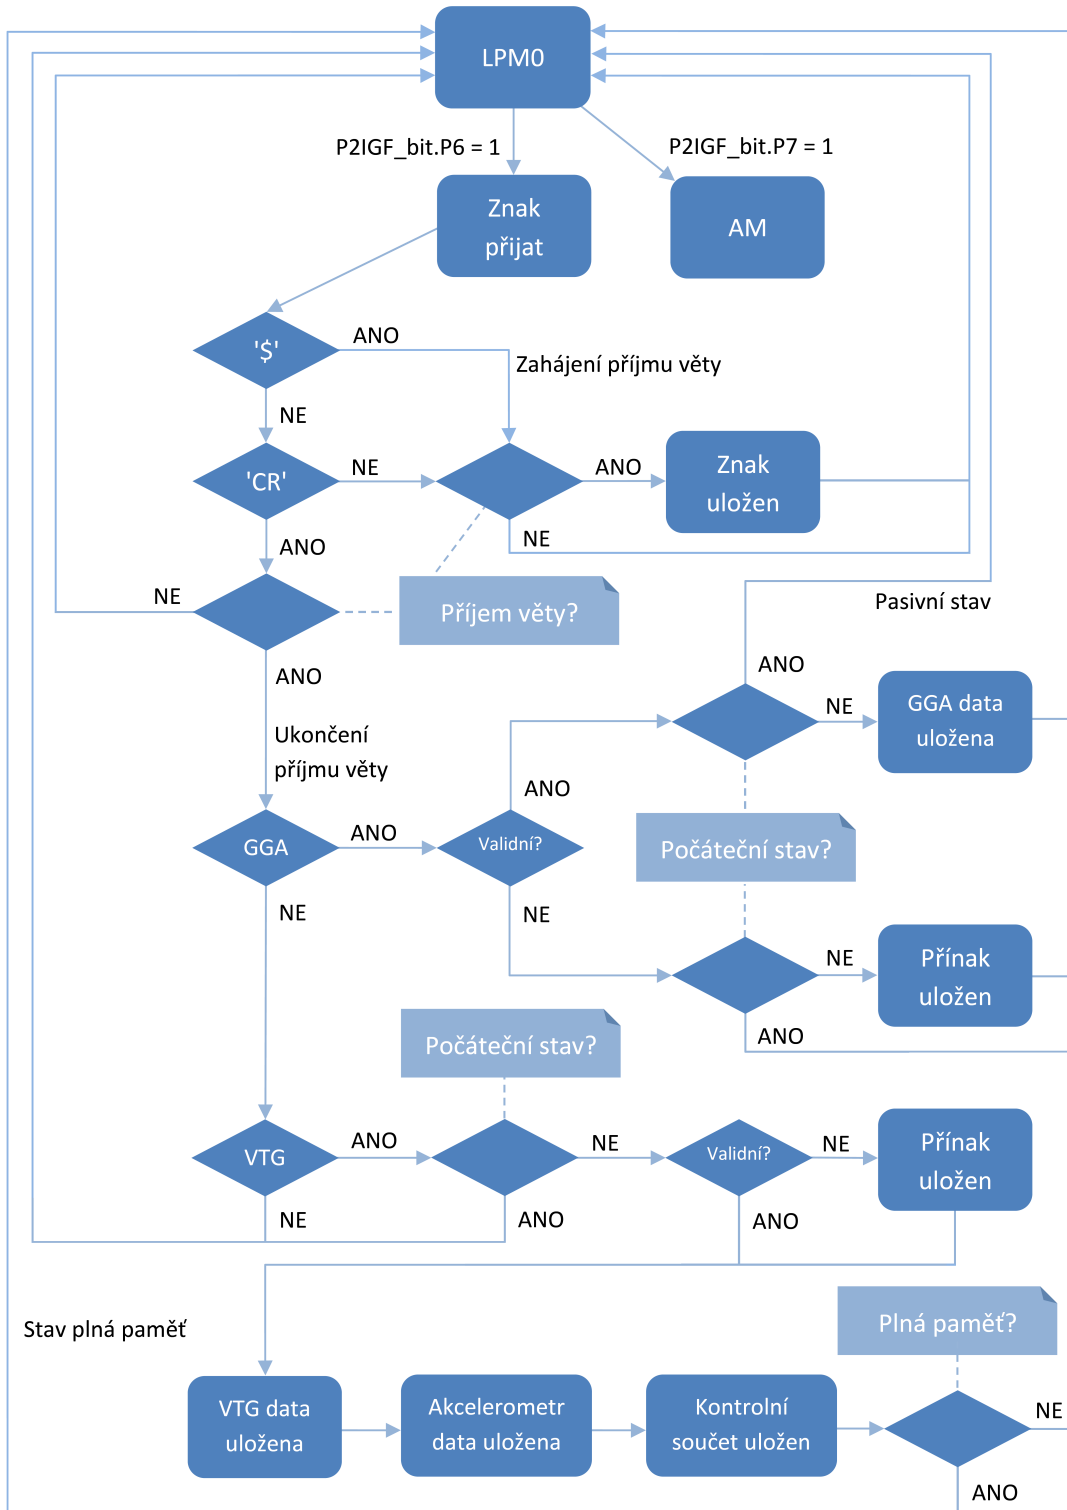 LPM0
P2IGF_bit.P6 = 1
P2IGF_bit.P7 = 1
Znak
přijat
AM
'$'
ANO
Zahájení příjmu věty
NE
'CR'
NE
ANO
Znak
uložen
ANO
NE
NE
Příjem věty?
Pasivní stav
ANO
ANO
NE
GGA data
uložena
Ukončení
příjmu věty
ANO
GGA
ANO
Validní?
Počáteční stav?
NE
NE
NE
Přínak
uložen
ANO
Počáteční stav?
VTG
ANO
NE
Validní?
NE
Přínak
uložen
NE
ANO
ANO
Stav plná paměť
Plná paměť?
VTG data
uložena
Akcelerometr
data uložena
Kontrolní
součet uložen
NE
ANO